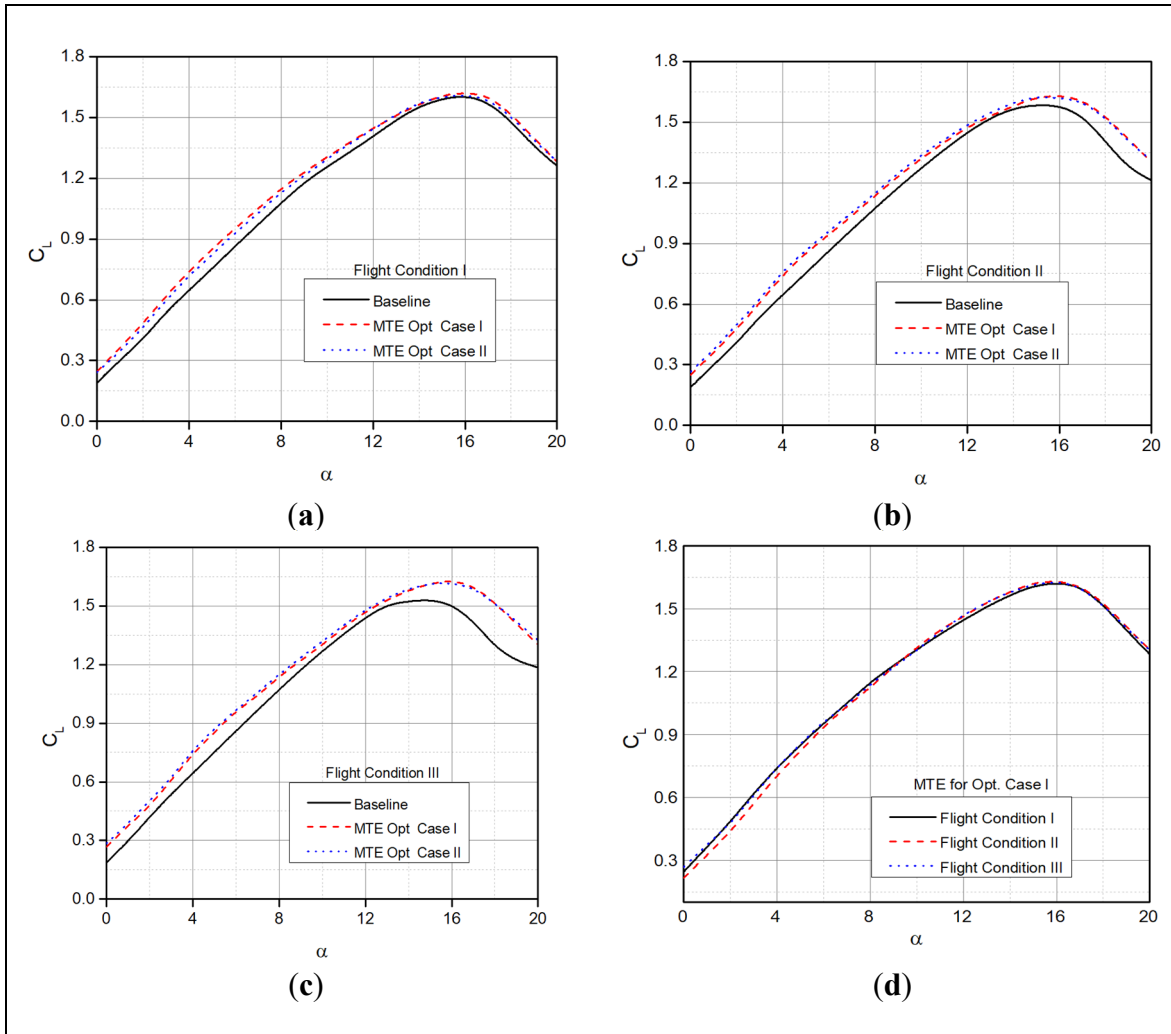 1.8
1.5
1.2
0.9
0.6
0.3
0.0
C_L
Flight Condition I
Baseline
MTE Opt Case I
MTE Opt Case II
0 4 8 12 16 20
α
(a)
1.8
1.5
1.2
0.9
0.6
0.3
0.0
C_L
Flight Condition II
Baseline
MTE Opt Case I
MTE Opt Case II
0 4 8 12 16 20
α
(b)
1.8
1.5
1.2
0.9
0.6
0.3
0.0
C_L
Flight Condition III
Baseline
MTE Opt Case I
MTE Opt Case II
0 4 8 12 16 20
α
(c)
1.8
1.5
1.2
0.9
0.6
0.3
C_L
MTE for Opt. Case I
Flight Condition I
Flight Condition II
Flight Condition III
0 4 8 12 16 20
α
(d)